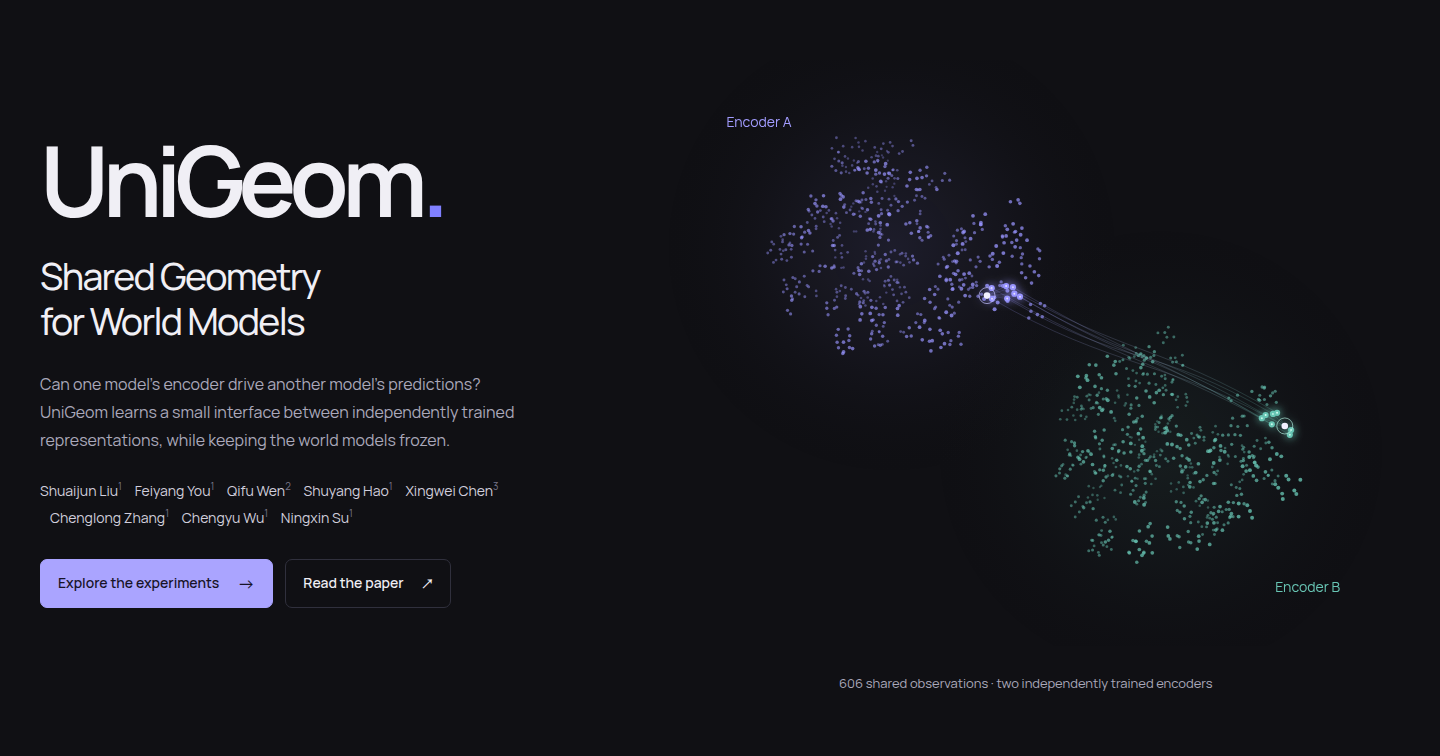 UniGeom.
Shared Geometry
for World Models
Can one model's encoder drive another model's predictions?
UniGeom learns a small interface between independently trained
representations, while keeping the world models frozen.
Shuaijun Liu1 Feiyang You1 Qifu Wen2 Shuyang Hao1 Xingwei Chen3
Chenglong Zhang1 Chengyu Wu1 Ningxin Su1
Explore the experiments →
Read the paper ↗
Encoder A
Encoder B
606 shared observations · two independently trained encoders